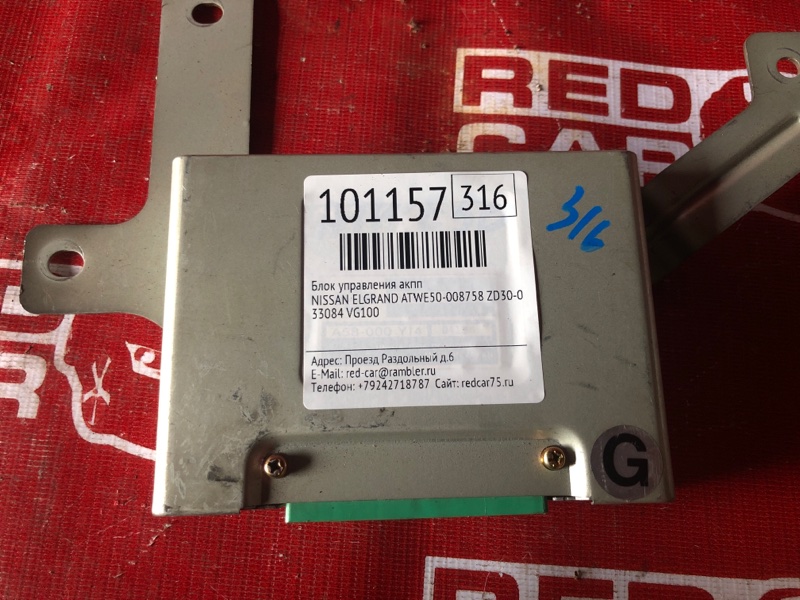 RED
CAR
101157 316
316
Блок управления акпп
NISSAN ELGRAND ATWE50-008758 ZD30-0
33084 VG100
Адрес: Проезд Раздольный д.6
E-Mail: red-car@rambler.ru
Телефон: +79242718787 Сайт: redcar75.ru
G